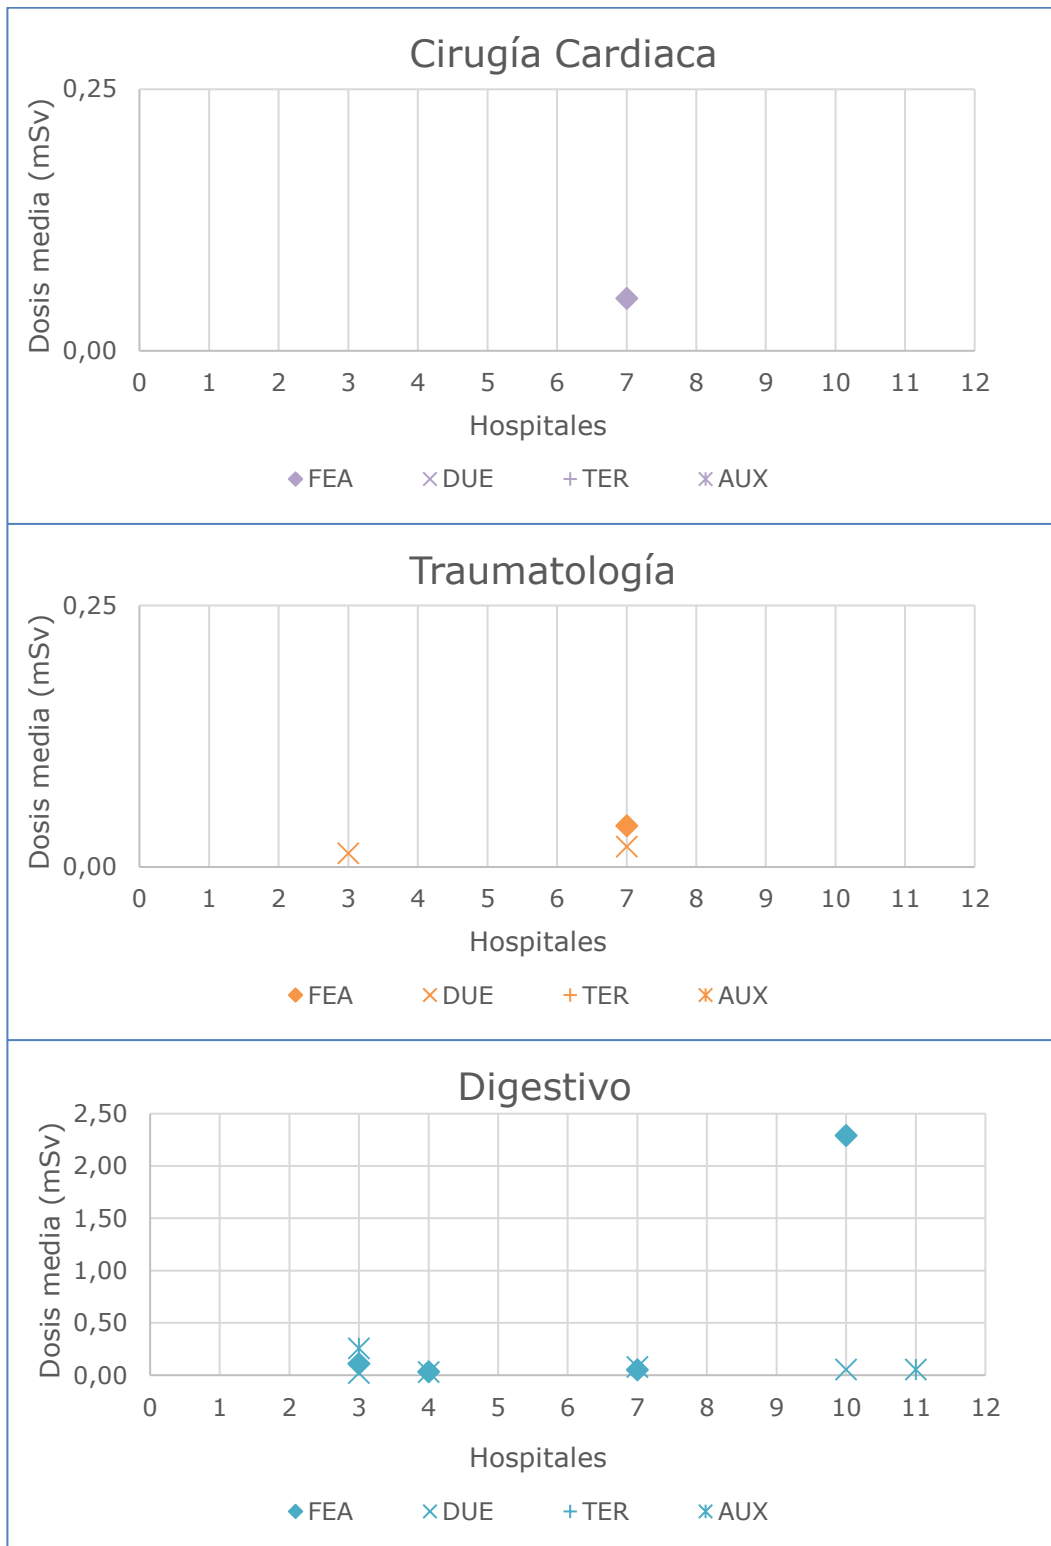 Cirugía Cardiaca
0,25
0,00
Dosis media (mSv)
0 1 2 3 4 5 6 7 8 9 10 11 12
Hospitales
FEA DUE TER AUX
Traumatología
0,25
0,00
Dosis media (mSv)
0 1 2 3 4 5 6 7 8 9 10 11 12
Hospitales
FEA DUE TER AUX
Digestivo
2,50
2,00
1,50
1,00
0,50
0,00
Dosis media (mSv)
0 1 2 3 4 5 6 7 8 9 10 11 12
Hospitales
FEA DUE TER AUX